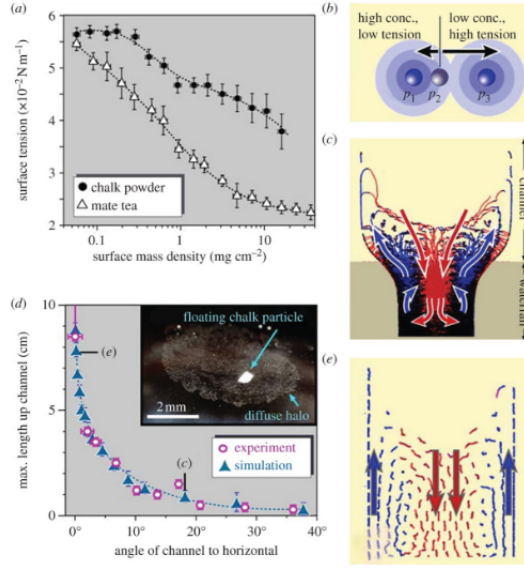 (a)
surface tension (×10⁻² N m⁻¹)
6
5
4
3
2
chalk powder
mate tea
0.1
1
10
surface mass density (mg cm⁻²)
(b)
high conc.,
low tension
low conc.,
high tension
p₁
p₂
p₃
(c)
channel
(d)
max. length up channel (cm)
10
5
0
(e)
floating chalk particle
2 mm
diffuse halo
experiment
simulation
(c)
0°
10°
20°
30°
40°
angle of channel to horizontal
(e)